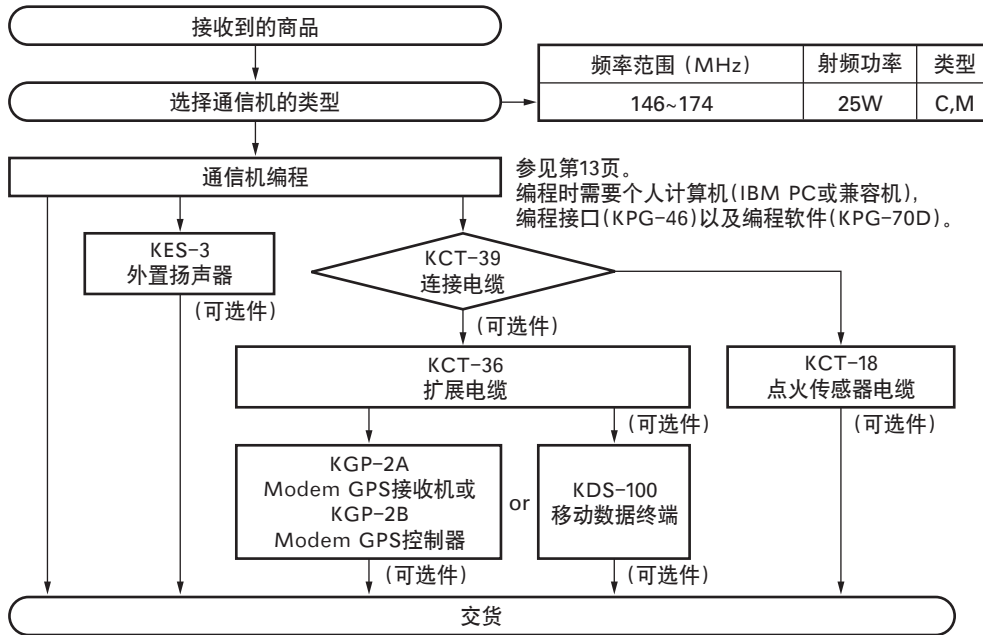 接收到的商品
选择通信机的类型
频率范围（MHz） 射频功率 类型
146~174 25W C,M
通信机编程
参见第13页。
编程时需要个人计算机(IBM PC或兼容机),
编程接口(KPG-46)以及编程软件(KPG-70D)。
KES-3
外置扬声器
(可选件)
KCT-39
连接电缆
(可选件)
KCT-36
扩展电缆
(可选件)
KCT-18
点火传感器电缆
(可选件)
KGP-2A
Modem GPS接收机或
KGP-2B
Modem GPS控制器
(可选件)
or
KDS-100
移动数据终端
(可选件)
交货